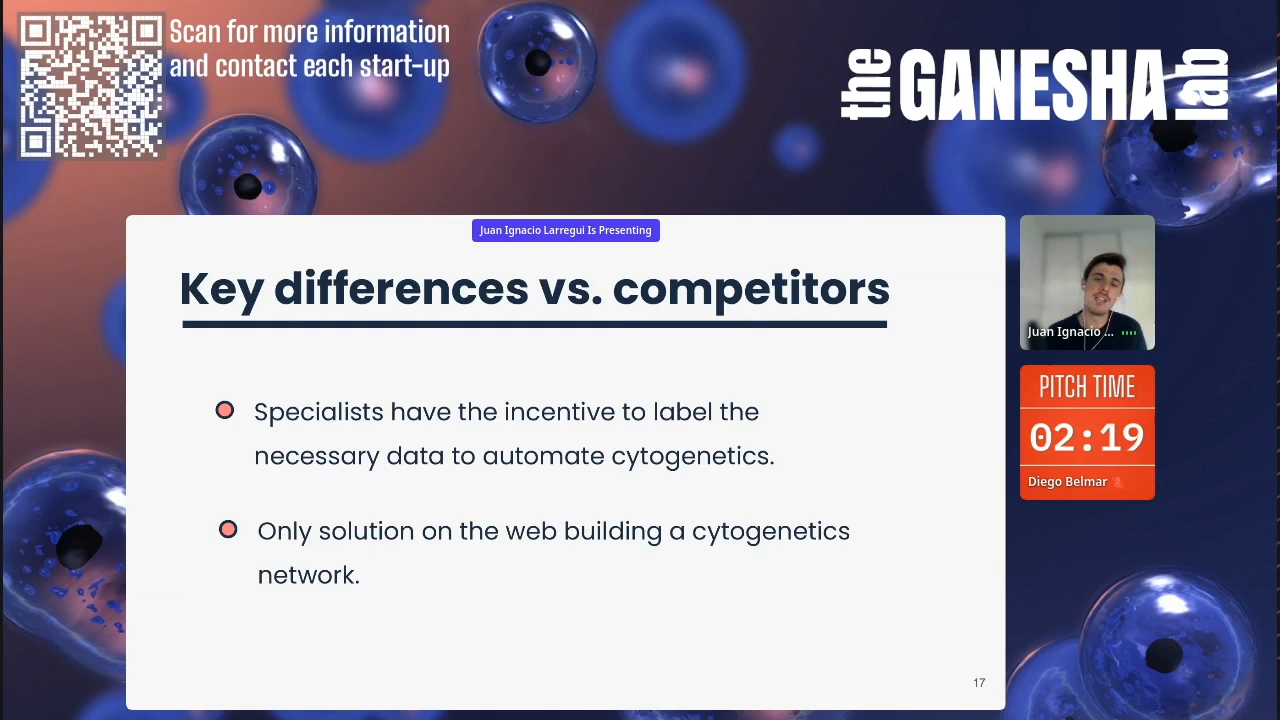 Scan for more information
and contact each start-up
the GANESHA lab
Juan Ignacio Larregui Is Presenting
Key differences vs. competitors
Specialists have the incentive to label the
necessary data to automate cytogenetics.
Only solution on the web building a cytogenetics
network.
17
Juan Ignacio ...
PITCH TIME
02:19
Diego Belmar